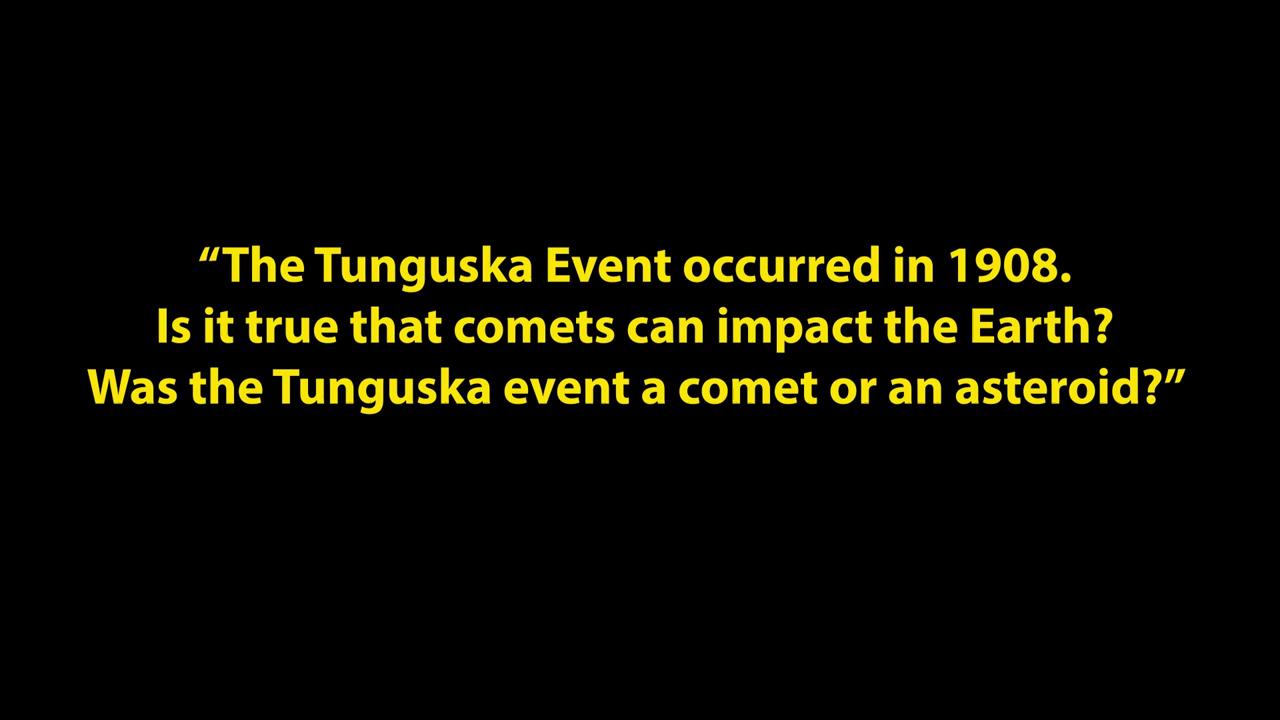 “The Tunguska Event occurred in 1908.
Is it true that comets can impact the Earth?
Was the Tunguska event a comet or an asteroid?”